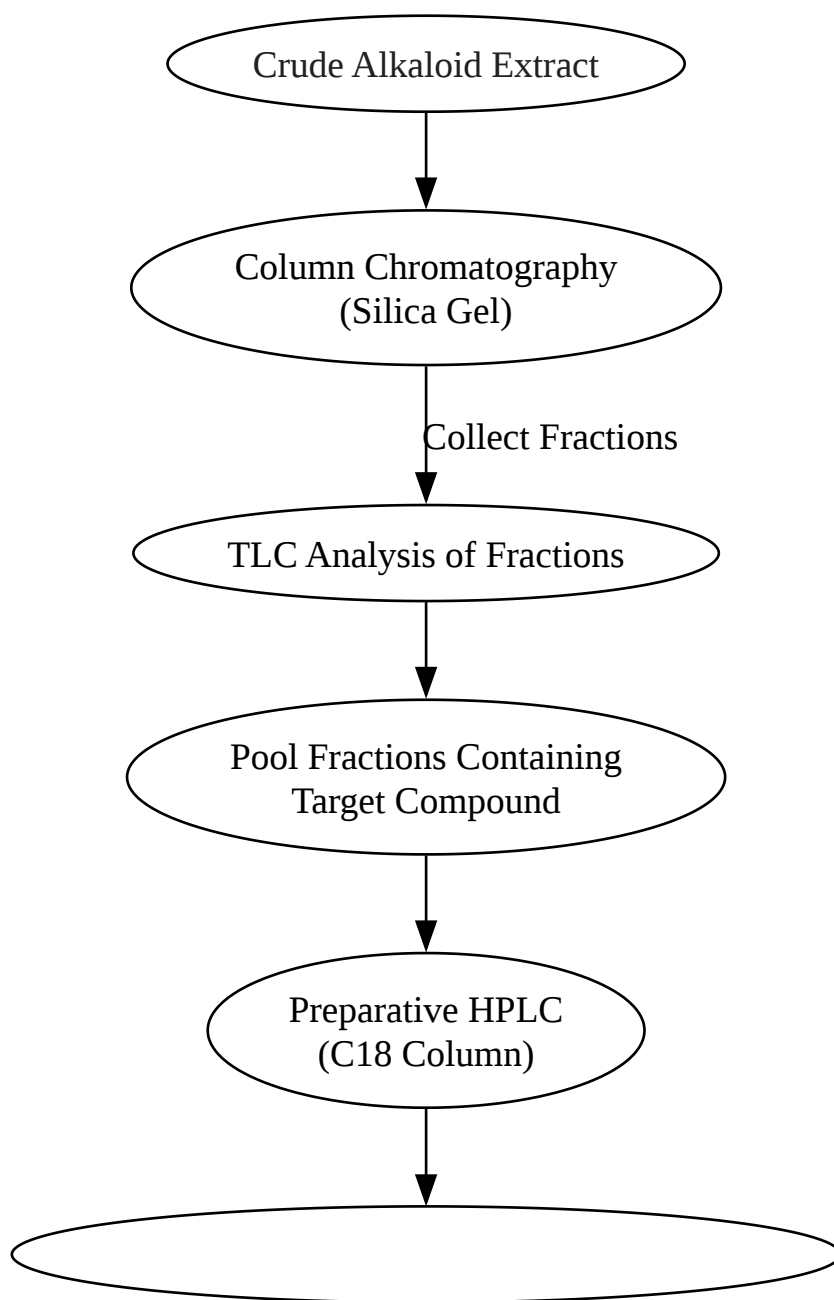 Crude Alkaloid Extract
Column Chromatography
(Silica Gel)
Collect Fractions
TLC Analysis of Fractions
Pool Fractions Containing
Target Compound
Preparative HPLC
(C18 Column)